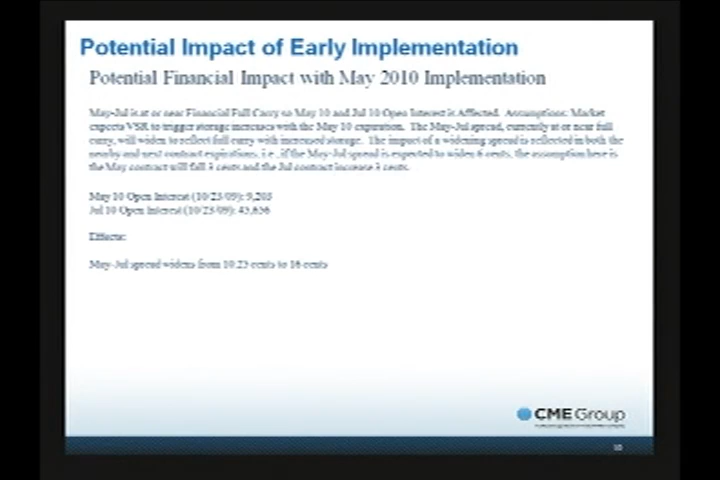 Potential Impact of Early Implementation
Potential Financial Impact with May 2010 Implementation
May-Jul is at or near Financial Full Carry so May 10 and Jul 10 Open Interest is Affected. Assumptions: Market
expects VSR to trigger storage increases with the May 10 expiration. The May-Jul spread, currently at or near full
carry, will widen to reflect full carry with increased storage. The impact of a widening spread is reflected in both the
nearby and next contract expirations, i.e., if the May-Jul spread is expected to widen 6 cents, the assumption here is
the May contract will fall 3 cents and the Jul contract increase 3 cents.
May 10 Open Interest (10/23/09): 9,203
Jul 10 Open Interest (10/23/09): 43,636
Effects:
May-Jul spread widens from 10.25 cents to 16 cents
CME Group